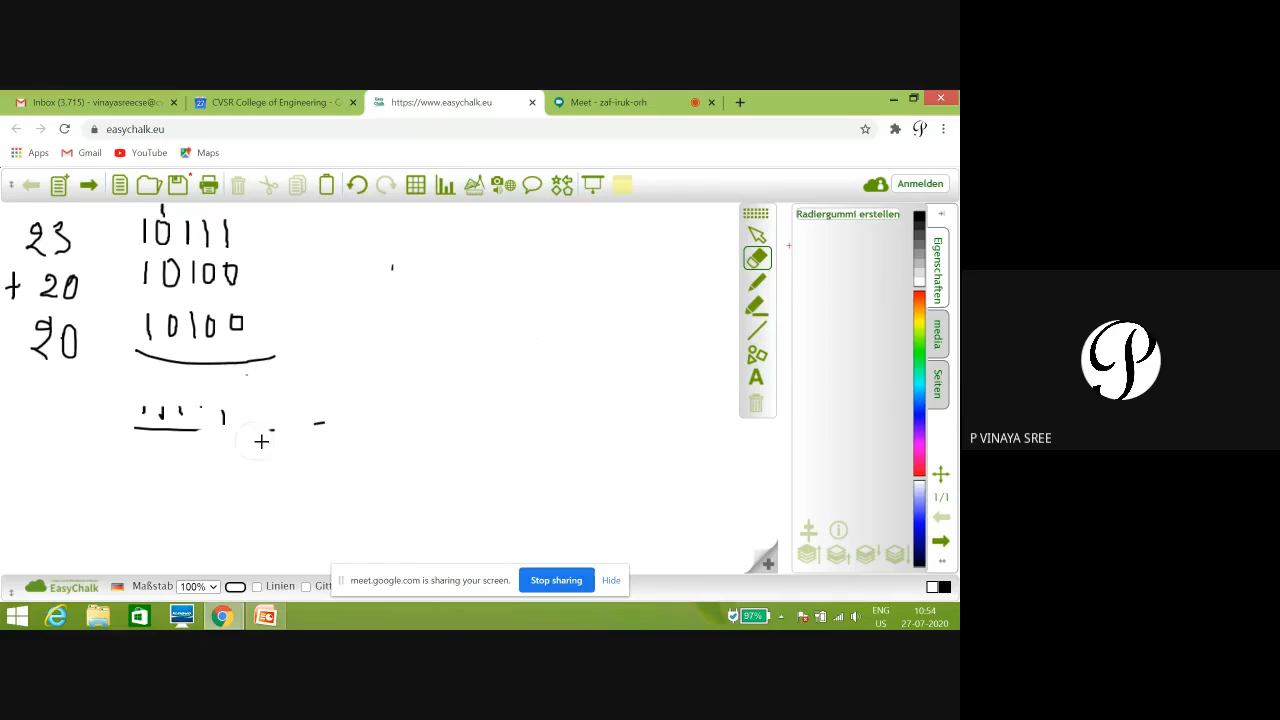 Inbox (3,715) - vinayasreecse@c
CVSR College of Engineering - C
https://www.easychalk.eu
Meet - zaf-iruk-orh
easychalk.eu
Apps
Gmail
YouTube
Maps
Anmelden
Radiergummi erstellen
Eigenschaften
media
Seiten
A
1
23 10111
+ 20 10100
20 10100
1/1
P VINAYA SREE
EasyChalk
Maßstab
100%
Linien
Gitt
meet.google.com is sharing your screen.
Stop sharing
Hide
97%
ENG
US
10:54
27-07-2020